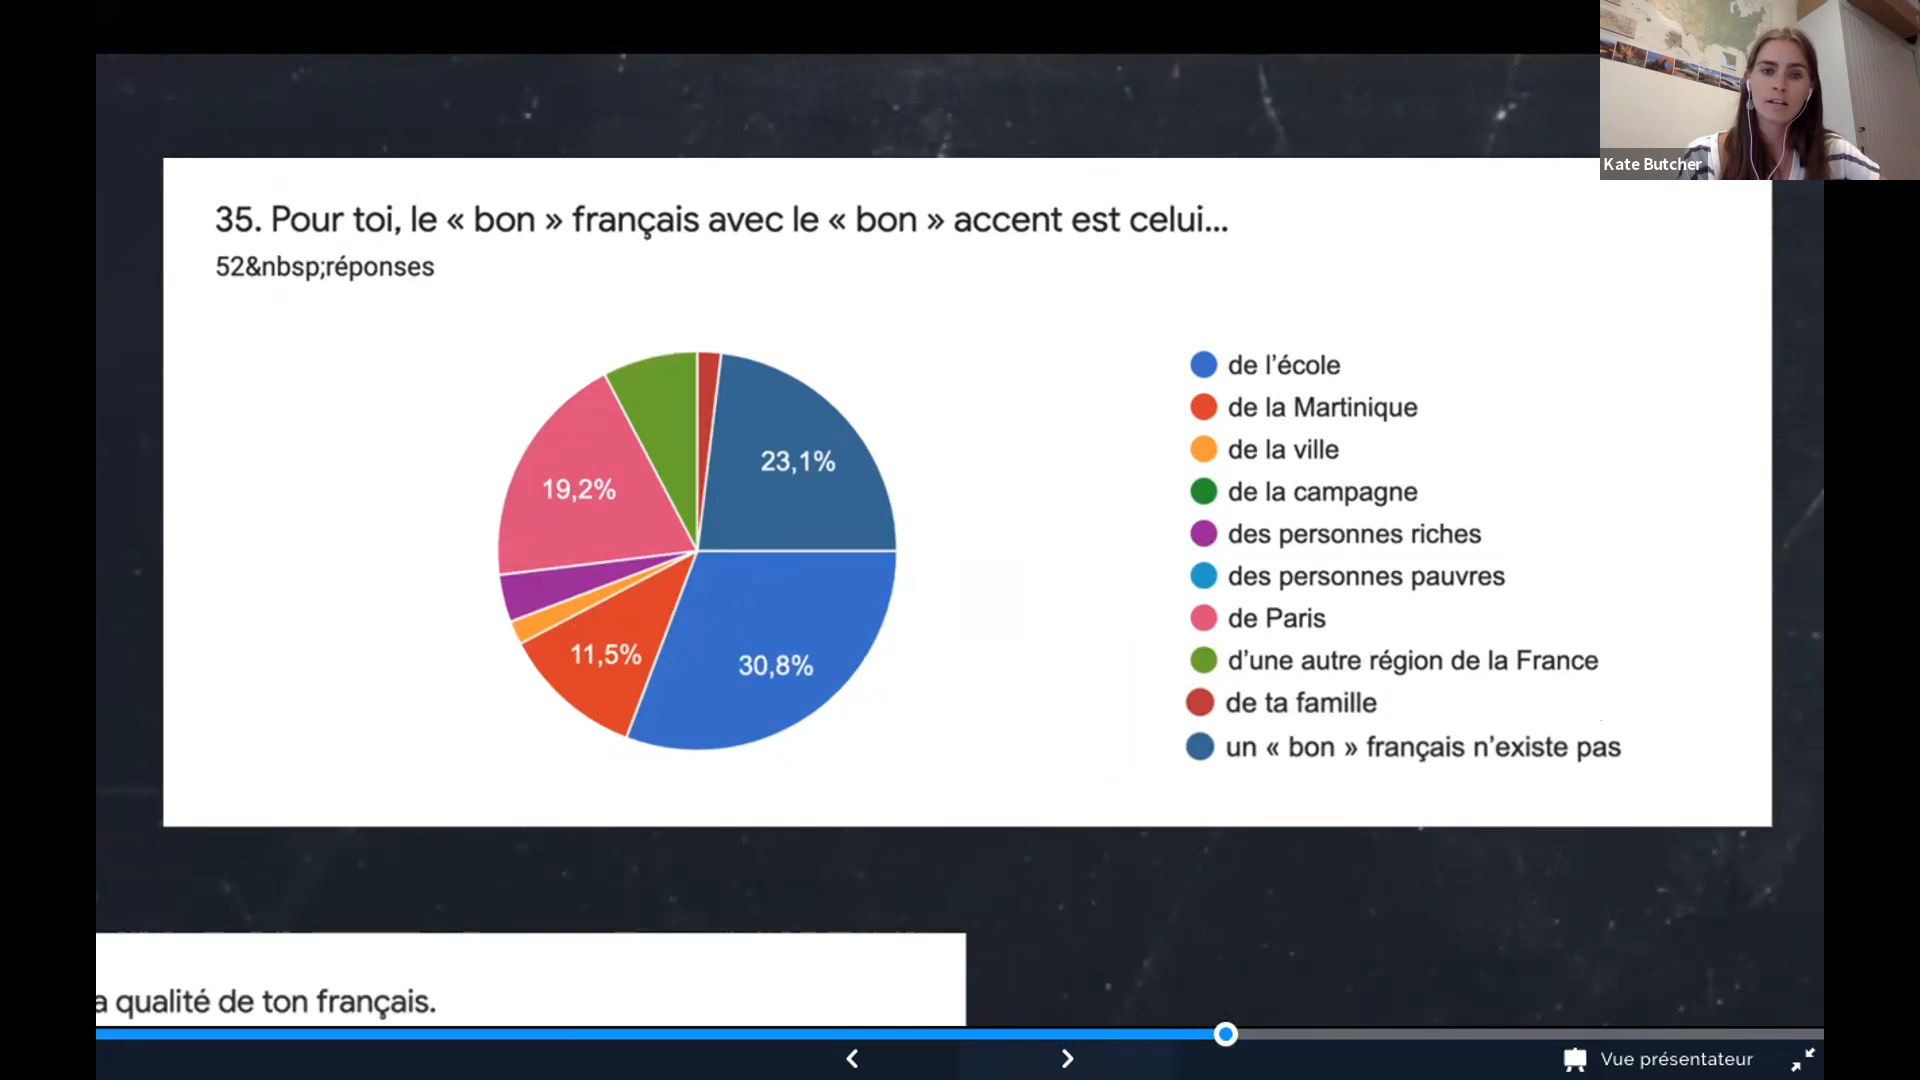 Kate Butcher
35. Pour toi, le « bon » français avec le « bon » accent est celui...
52&nbsp;réponses
23,1%
19,2%
11,5%
30,8%
de l’école
de la Martinique
de la ville
de la campagne
des personnes riches
des personnes pauvres
de Paris
d’une autre région de la France
de ta famille
un « bon » français n’existe pas
a qualité de ton français.
Vue présentateur